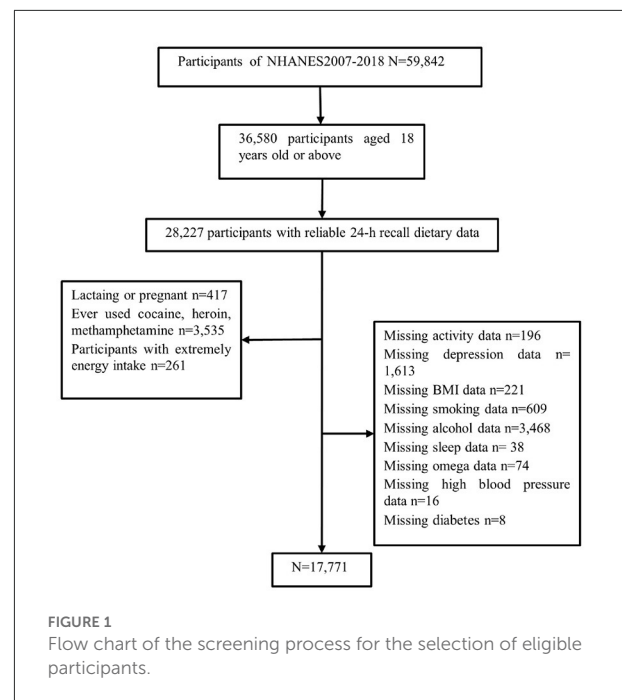 Participants of NHANES2007-2018 N=59,842
36,580 participants aged 18
years old or above
28,227 participants with reliable 24-h recall dietary data
Lactaing or pregnant n=417
Ever used cocaine, heroin,
methamphetamine n=3,535
Participants with extremely
energy intake n=261
Missing activity data n=196
Missing depression data n=
1,613
Missing BMI data n=221
Missing smoking data n=609
Missing alcohol data n=3,468
Missing sleep data n= 38
Missing omega data n=74
Missing high blood pressure
data n=16
Missing diabetes n=8
N=17,771
FIGURE 1
Flow chart of the screening process for the selection of eligible
participants.